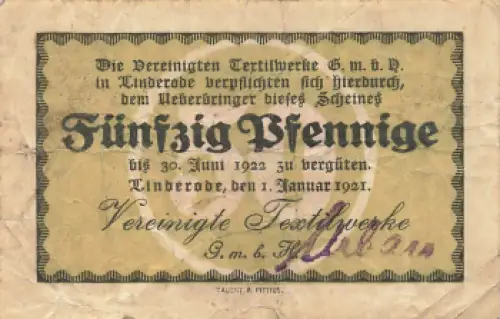 Die Vereinigten Textilwerke G. m. b. H.
in Linderode verpflichten sich hierdurch,
dem Ueberbringer dieses Scheines
Fünfzig Pfennige
bis 30. Juni 1922 zu vergüten.
Linderode, den 1. Januar 1921.
Vereinigte Textilwerke
G. m. b. H.